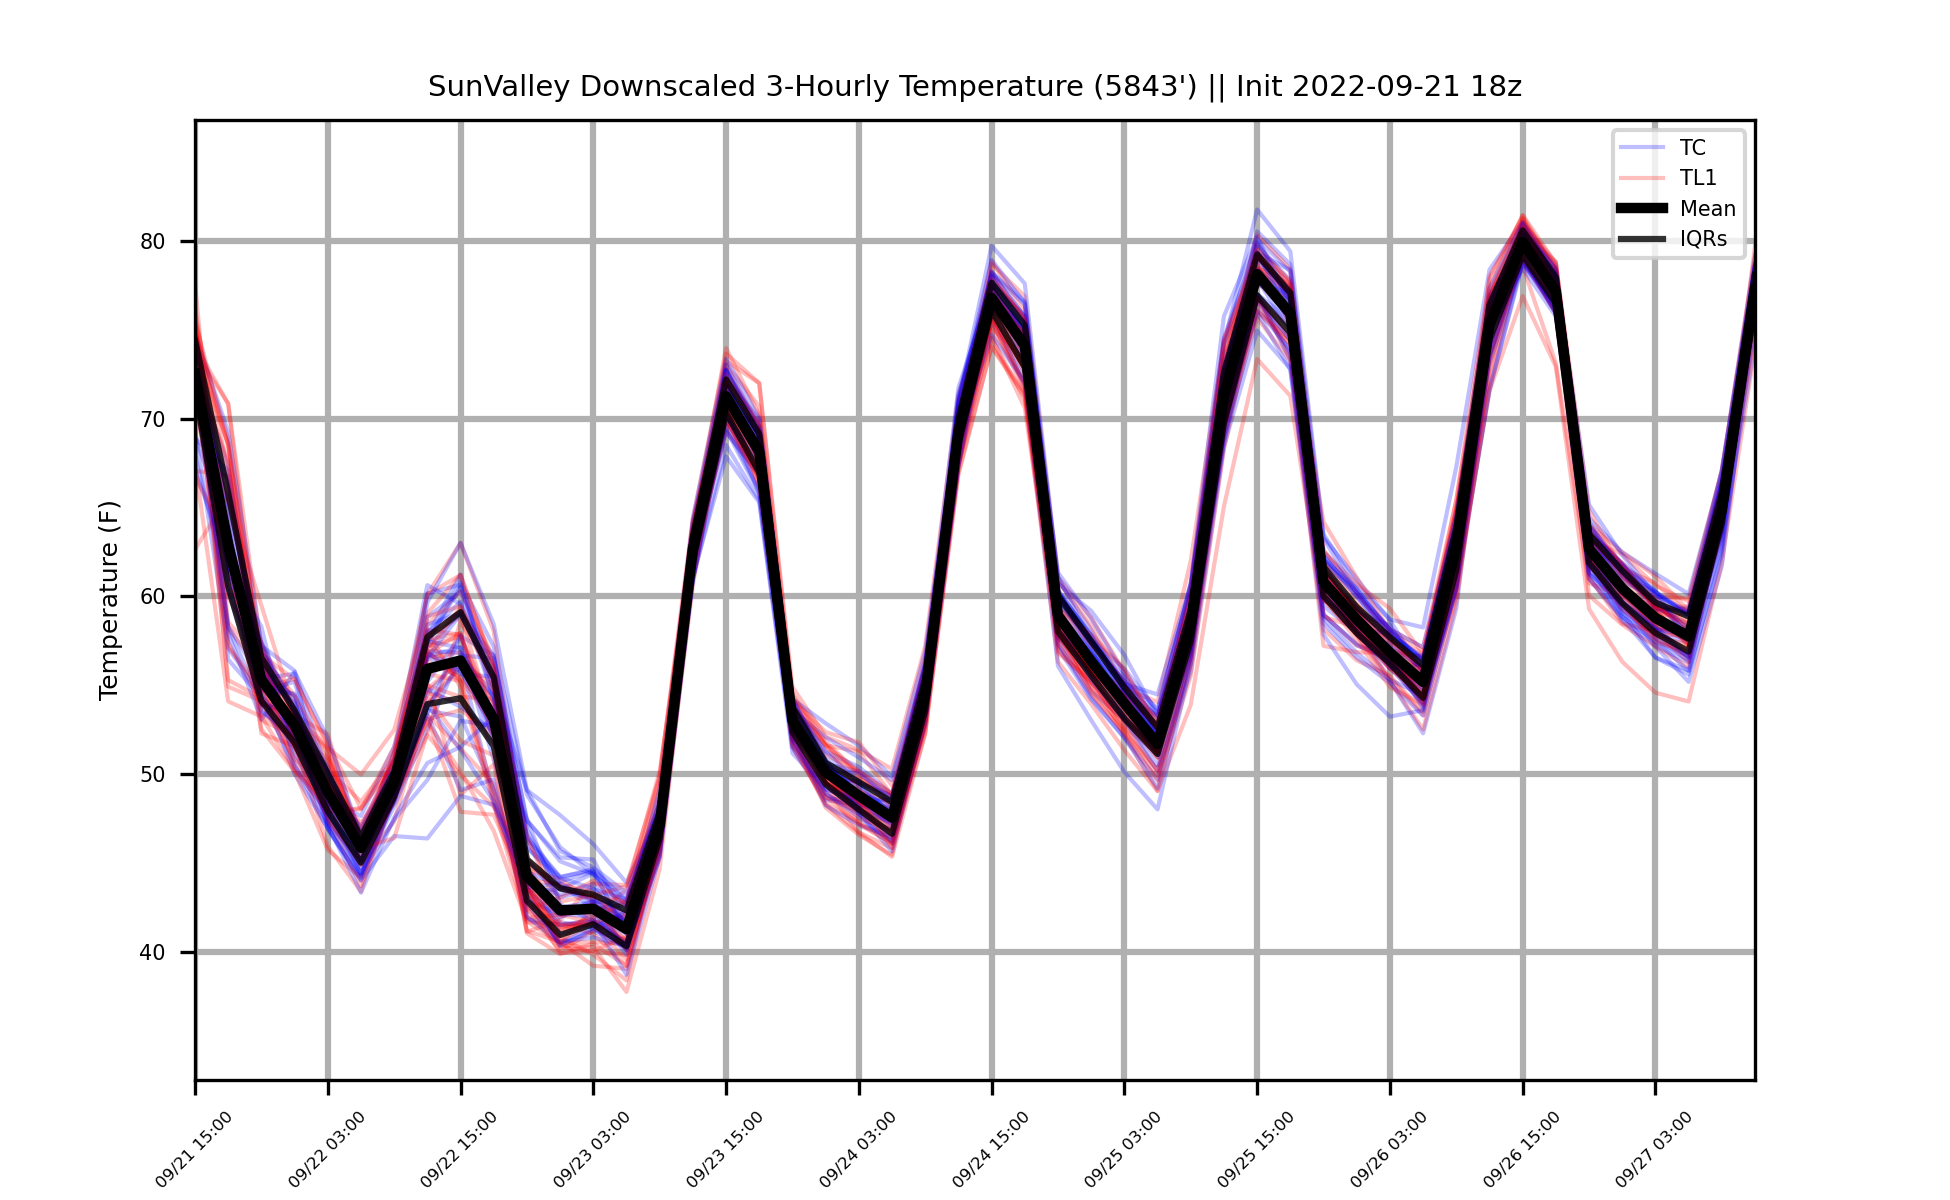 SunValley Downscaled 3-Hourly Temperature (5843') || Init 2022-09-21 18z
TC
TL1
Mean
IQRs
Temperature (F)
80
70
60
50
40
09/21 15:00
09/22 03:00
09/22 15:00
09/23 03:00
09/23 15:00
09/24 03:00
09/24 15:00
09/25 03:00
09/25 15:00
09/26 03:00
09/26 15:00
09/27 03:00